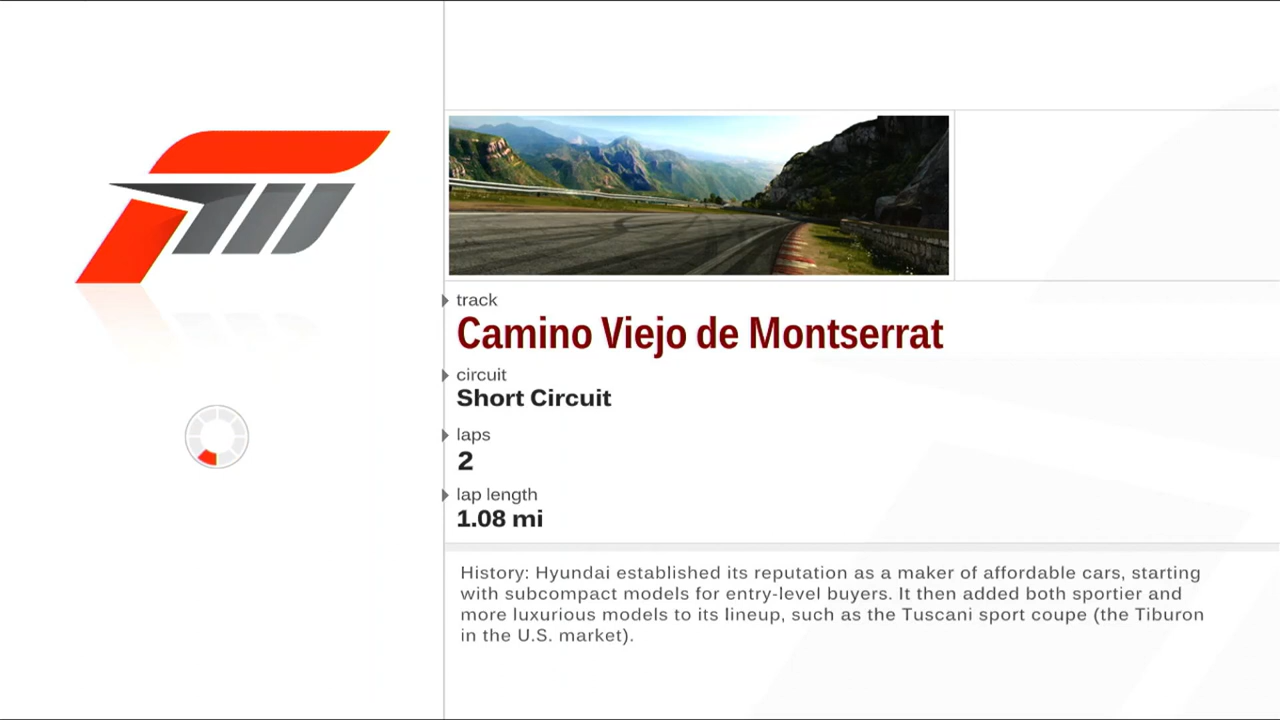 track
Camino Viejo de Montserrat
circuit
Short Circuit
laps
2
lap length
1.08 mi
History: Hyundai established its reputation as a maker of affordable cars, starting
with subcompact models for entry-level buyers. It then added both sportier and
more luxurious models to its lineup, such as the Tuscani sport coupe (the Tiburon
in the U.S. market).